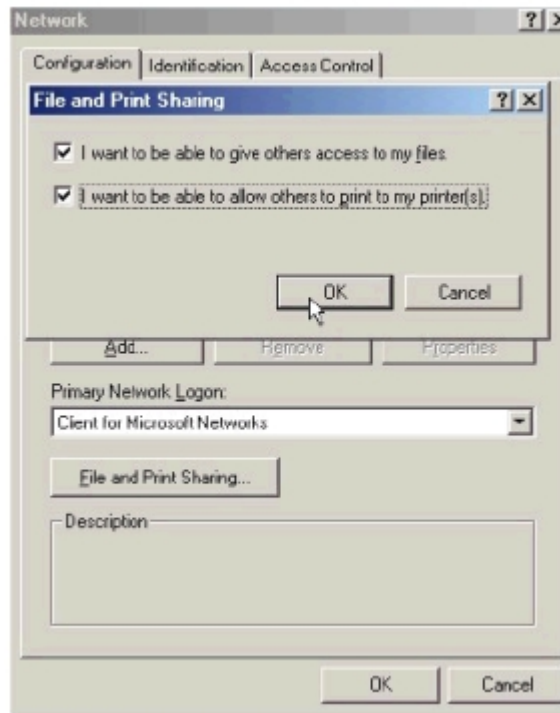 Network
Configuration Identification Access Control
File and Print Sharing
I want to be able to give others access to my files.
I want to be able to allow others to print to my printer(s).
OK Cancel
Add... Remove Properties
Primary Network Logon:
Client for Microsoft Networks
File and Print Sharing...
Description
OK Cancel